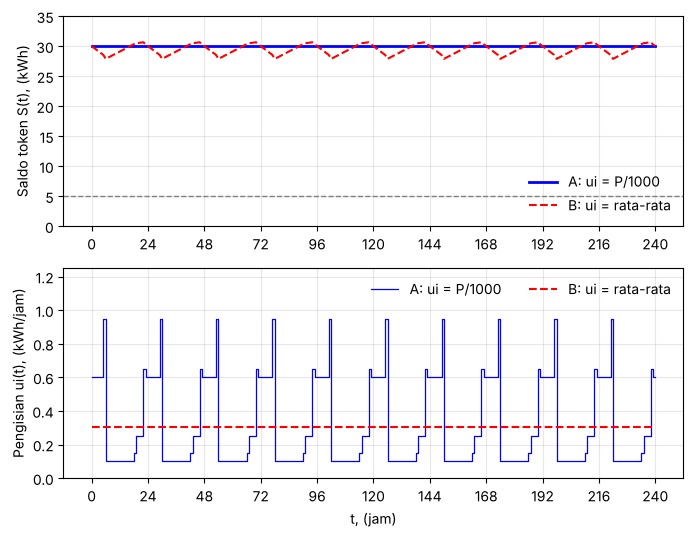 35
30
25
20
15
10
5
0
Saldo token S(t), (kWh)
A: ui = P/1000
B: ui = rata-rata
0 24 48 72 96 120 144 168 192 216 240
1.2
1.0
0.8
0.6
0.4
0.2
0.0
Pengisian ui(t), (kWh/jam)
A: ui = P/1000 B: ui = rata-rata
0 24 48 72 96 120 144 168 192 216 240
t, (jam)